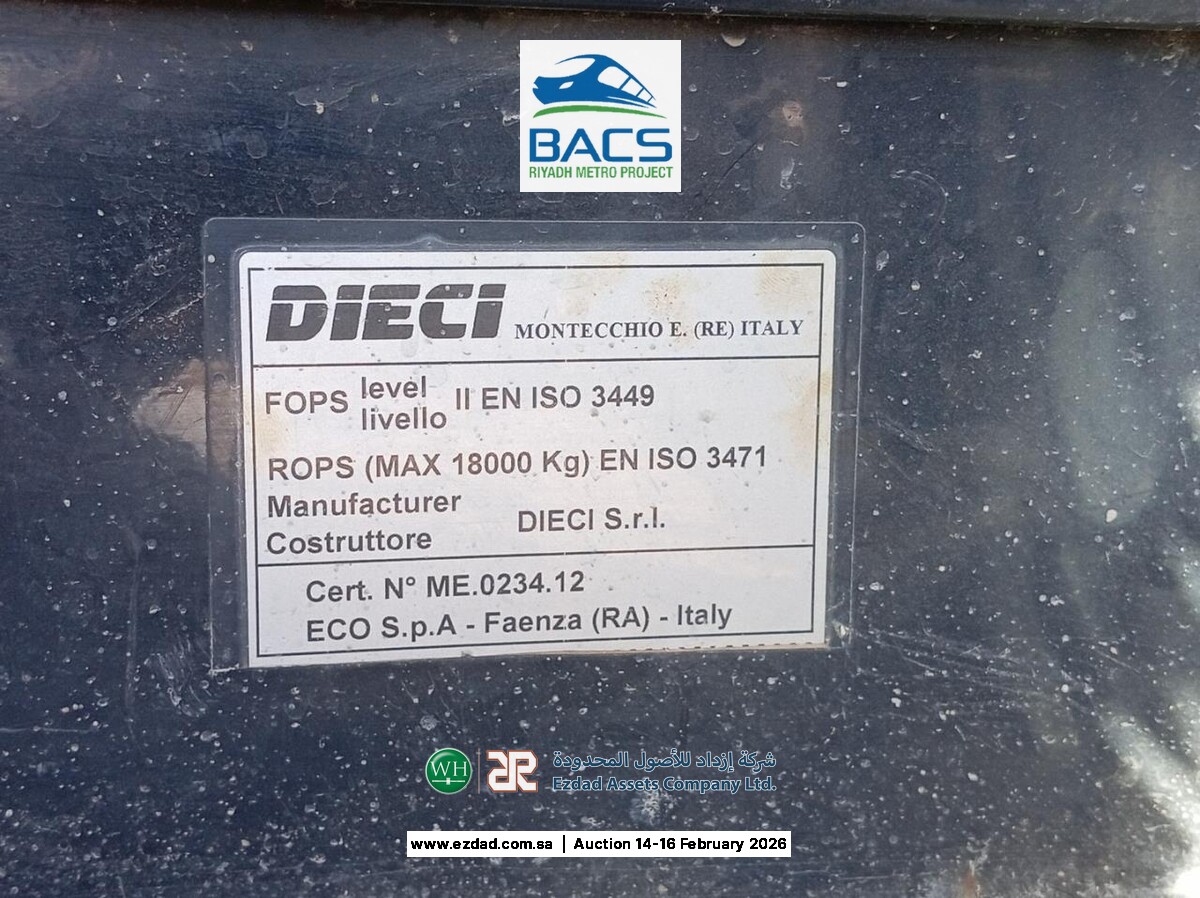 BACS
RIYADH METRO PROJECT
DIECI MONTECCHIO E. (RE) ITALY
FOPS level livello II EN ISO 3449
ROPS (MAX 18000 Kg) EN ISO 3471
Manufacturer
Costruttore DIECI S.r.l.
Cert. N° ME.0234.12
ECO S.p.A - Faenza (RA) - Italy
WH شركة إزداد للأصول المحدودة
Ezdad Assets Company Ltd.
www.ezdad.com.sa | Auction 14-16 February 2026